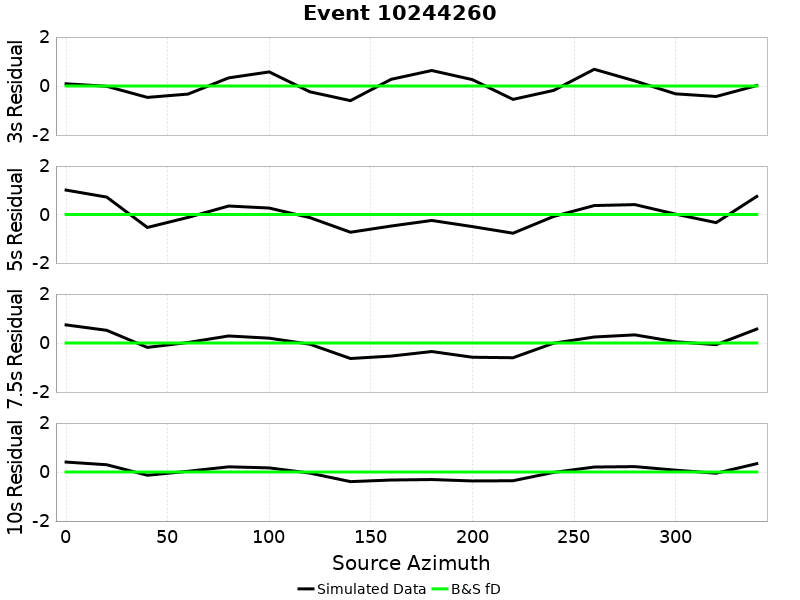 Event 10244260
3s Residual
2
0
-2
5s Residual
2
0
-2
7.5s Residual
2
0
-2
10s Residual
2
0
-2
0 50 100 150 200 250 300
Source Azimuth
Simulated Data B&S fD